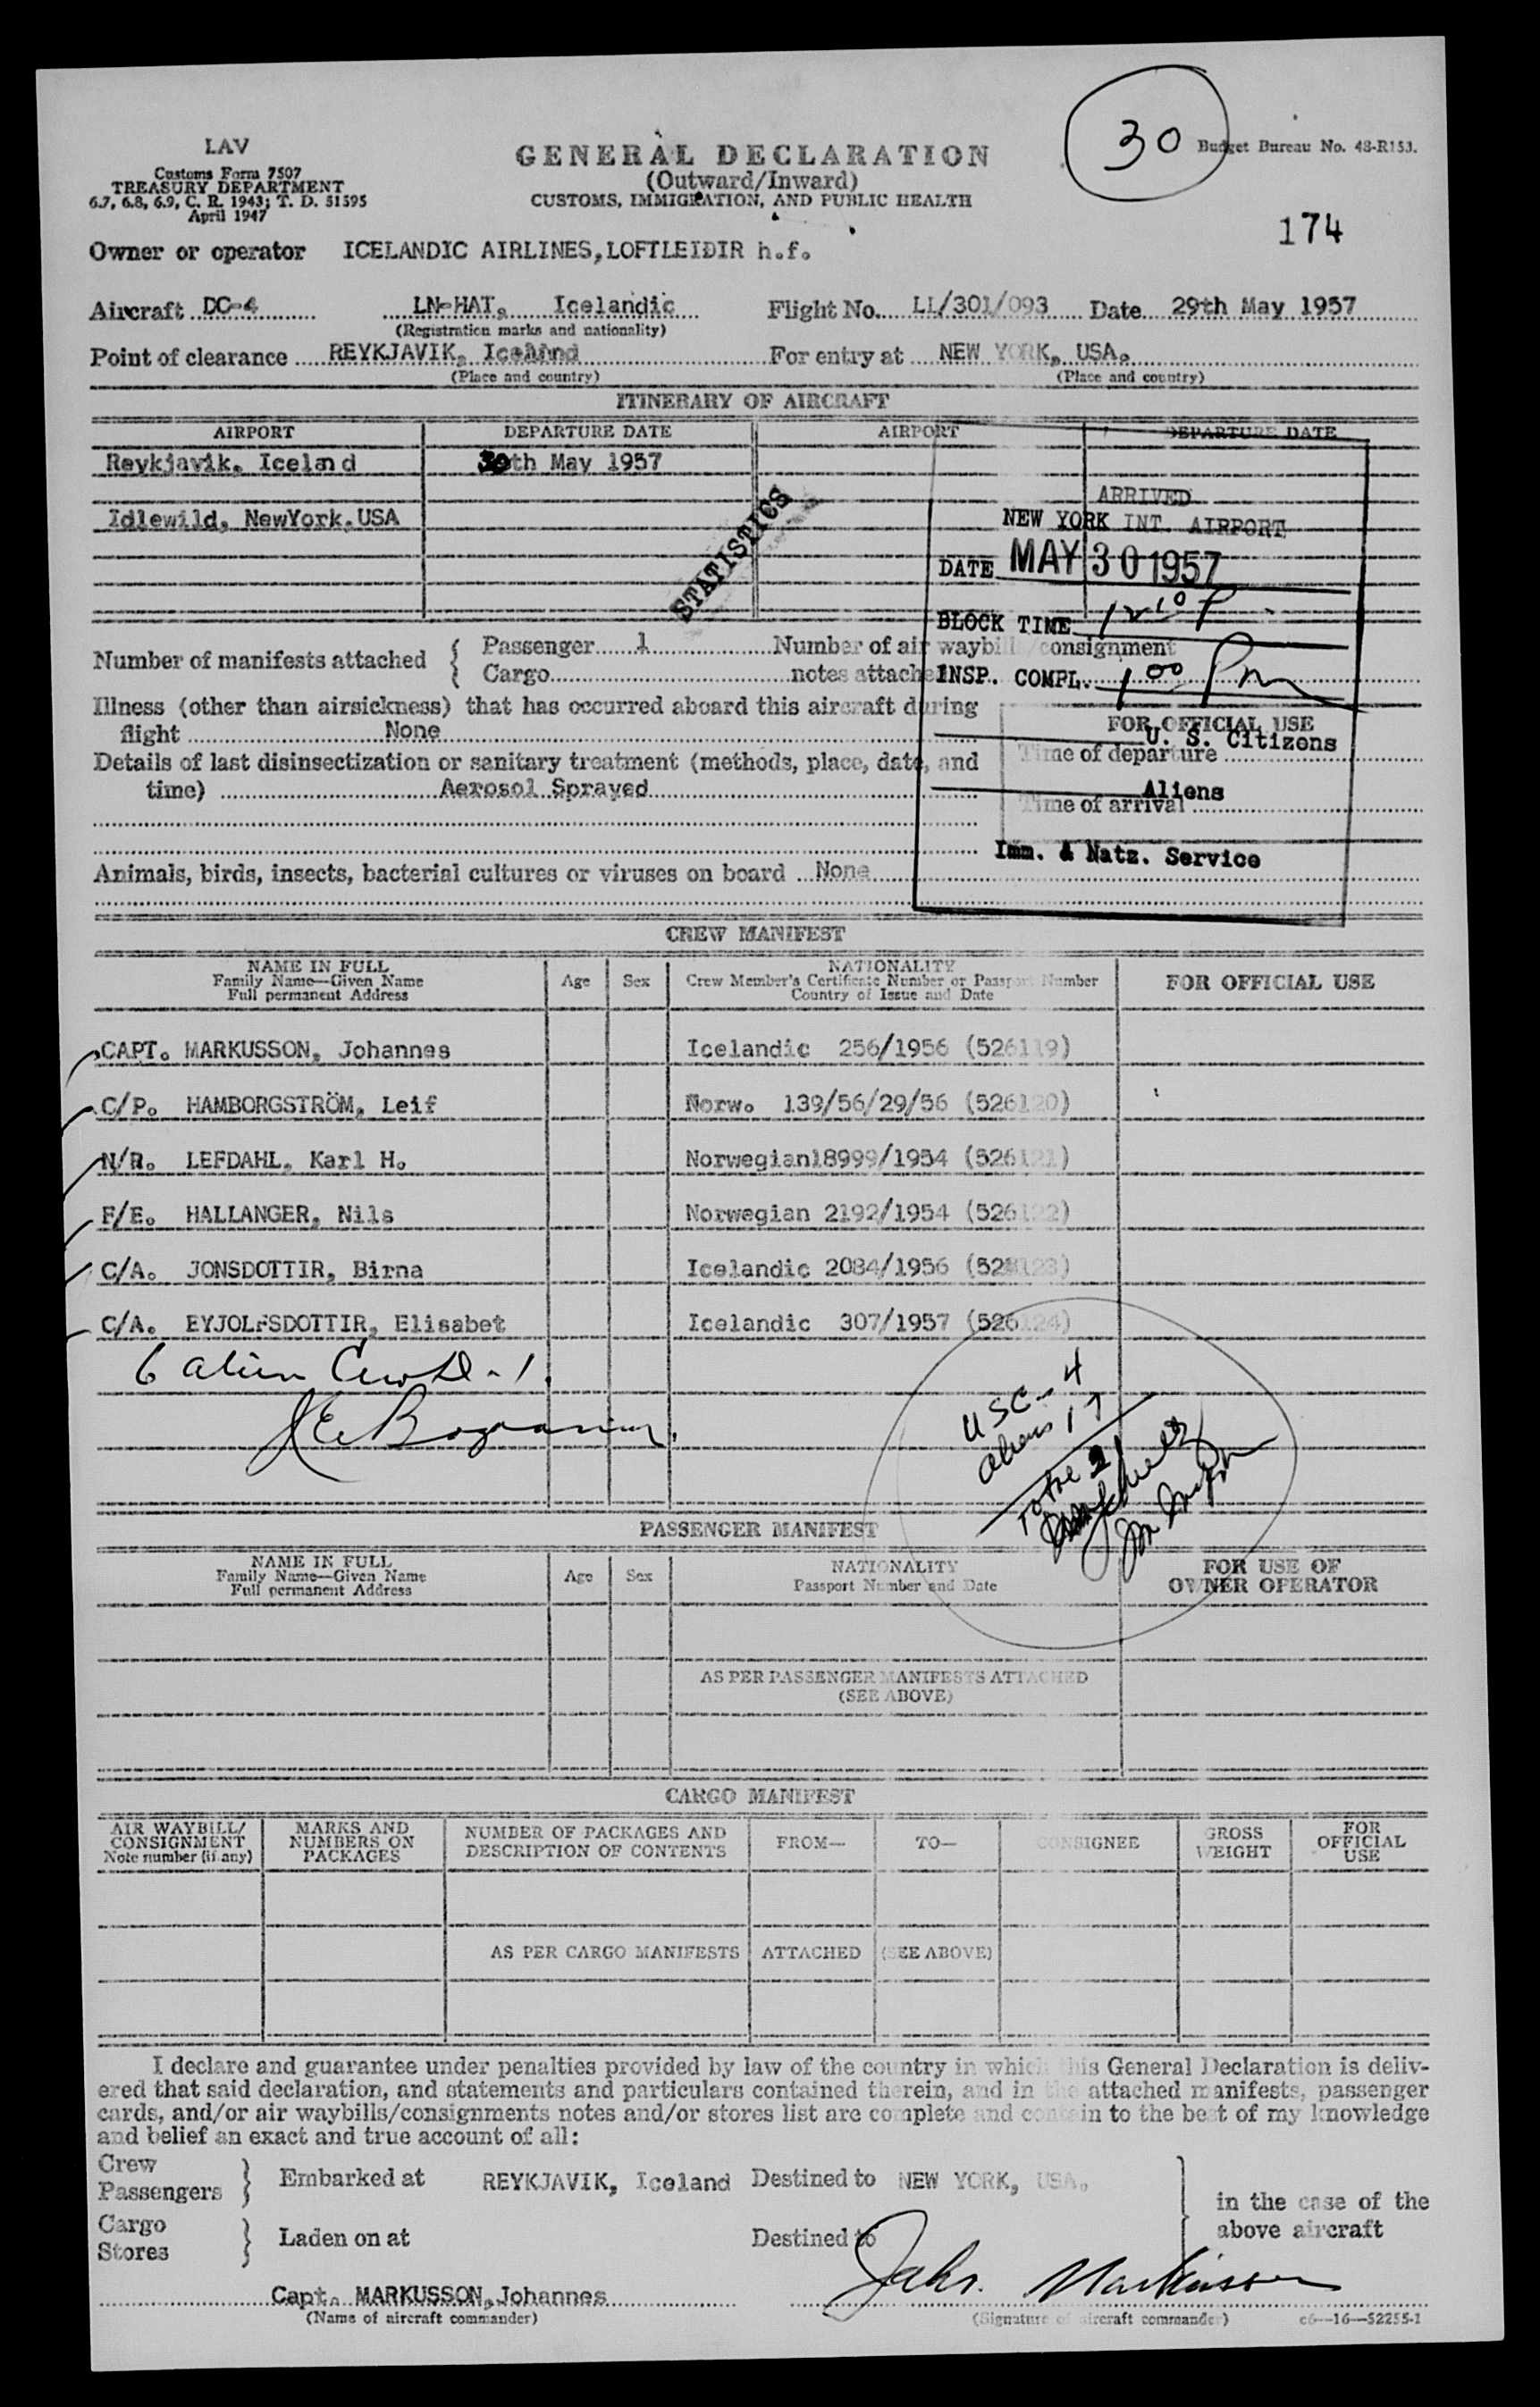 LAV
Customs Form 7507
TREASURY DEPARTMENT
6.7, 6.8, 6.9, C. R. 1943; T. D. 51595
April 1947
GENERAL DECLARATION
(Outward/Inward)
CUSTOMS, IMMIGRATION, AND PUBLIC HEALTH
30
Budget Bureau No. 48-R153.
174
Owner or operator ICELANDIC AIRLINES,LOFTLEIDIR h.f.
Aircraft DC-4 LN-HAT, Icelandic Flight No. LL/301/093 Date 29th May 1957
(Registration marks and nationality)
Point of clearance REYKJAVIK, Iceland For entry at NEW YORK, USA.
(Place and country) (Place and country)
ITINERARY OF AIRCRAFT
AIRPORT DEPARTURE DATE AIRPORT DEPARTURE DATE
Reykjavik, Iceland 30th May 1957
Idlewild, NewYork.USA
STATISTICS
ARRIVED
NEW YORK INT. AIRPORT
DATE MAY 30 1957
BLOCK TIME 12 10 P
INSP. COMPL. 1 00 Pm
U. S. Citizens
Aliens
Imm. & Natz. Service
Number of manifests attached { Passenger 1 Number of air waybills/consignment
Cargo notes attached
Illness (other than airsickness) that has occurred aboard this aircraft during
flight None
FOR OFFICIAL USE
Time of departure
Time of arrival
Details of last disinsectization or sanitary treatment (methods, place, date, and
time) Aerosol Sprayed
Animals, birds, insects, bacterial cultures or viruses on board None
CREW MANIFEST
NAME IN FULL
Family Name—Given Name
Full permanent Address
Age
Sex
NATIONALITY
Crew Member's Certificate Number or Passport Number
Country of Issue and Date
FOR OFFICIAL USE
CAPT. MARKUSSON, Johannes Icelandic 256/1956 (526119)
C/P. HAMBORGSTRÖM, Leif Norw. 139/56/29/56 (526120)
N/R. LEFDAHL, Karl H. Norwegian18999/1954 (526121)
F/E. HALLANGER, Nils Norwegian 2192/1954 (526122)
C/A. JONSDOTTIR, Birna Icelandic 2084/1956 (526123)
C/A. EYJOLFSDOTTIR, Elisabet Icelandic 307/1957 (526124)
6 alien Crew D-1.
USC - 4
aliens 17
Total 21
PASSENGER MANIFEST
NAME IN FULL
Family Name—Given Name
Full permanent Address
Age
Sex
NATIONALITY
Passport Number and Date
FOR USE OF
OWNER OPERATOR
AS PER PASSENGER MANIFESTS ATTACHED
(SEE ABOVE)
CARGO MANIFEST
AIR WAYBILL/
CONSIGNMENT
Note number (if any)
MARKS AND
NUMBERS ON
PACKAGES
NUMBER OF PACKAGES AND
DESCRIPTION OF CONTENTS
FROM—
TO—
CONSIGNEE
GROSS
WEIGHT
FOR
OFFICIAL
USE
AS PER CARGO MANIFESTS ATTACHED (SEE ABOVE)
I declare and guarantee under penalties provided by law of the country in which this General Declaration is deliv-
ered that said declaration, and statements and particulars contained therein, and in the attached manifests, passenger
cards, and/or air waybills/consignments notes and/or stores list are complete and contain to the best of my knowledge
and belief an exact and true account of all:
Crew
Passengers } Embarked at REYKJAVIK, Iceland Destined to NEW YORK, USA.
Cargo
Stores } Laden on at Destined to
in the case of the
above aircraft
Capt. MARKUSSON,Johannes Johs. Markusson
(Name of aircraft commander) (Signature of aircraft commander) c6—16—52255-1